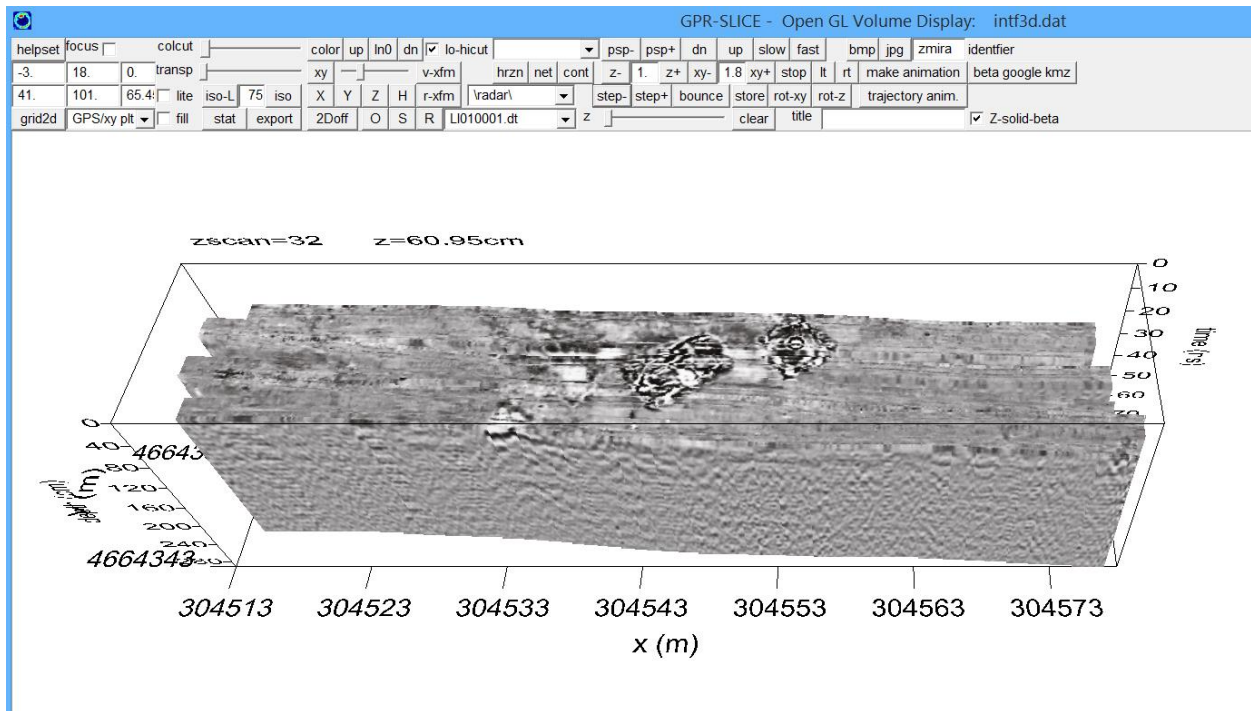 GPR-SLICE - Open GL Volume Display: intf3d.dat
helpset focus colcut color up ln0 dn lo-hicut psp- psp+ dn up slow fast bmp jpg zmira identfier
-3. 18. 0. transp xy v-xfm hrzn net cont z- 1. z+ xy- 1.8 xy+ stop lt rt make animation beta google kmz
41. 101. lite iso-L 75 iso X Y Z H r-xfm \radar\ step- step+ bounce store rot-xy rot-z trajectory anim.
grid2d GPS/xy plt fill stat export 2Doff O S R LI010001.dt z clear title Z-solid-beta
zscan=32 z=60.95cm
0
10
20
30
40
50
60
70
time (ns)
0
40
80
120
160
200
240
280
(m)
4664343
304513 304523 304533 304543 304553 304563 304573
x (m)